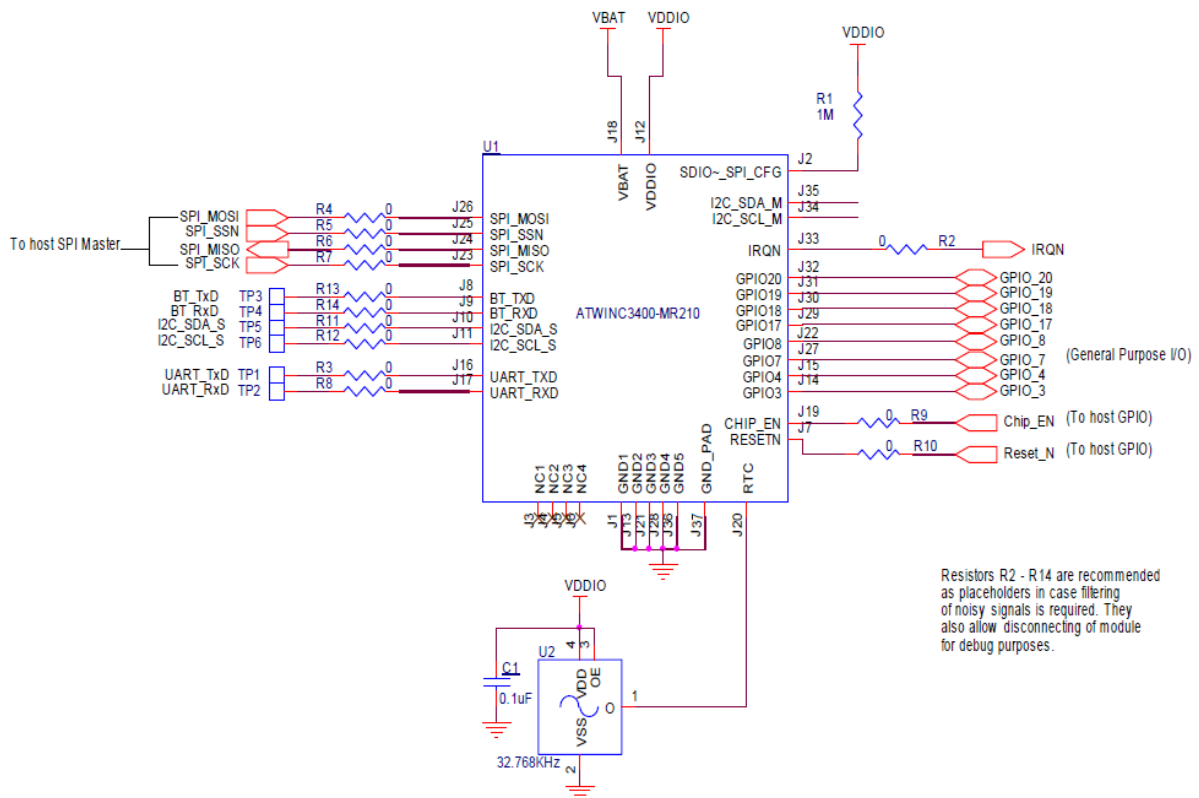 VBAT
VDDIO
VDDIO
R1
1M
J18
J12
U1
VBAT
VDDIO
J2
SDIO~_SPI_CFG
J35
I2C_SDA_M
J34
I2C_SCL_M
To host SPI Master
SPI_MOSI
R4
0
J26
SPI_MOSI
SPI_SSN
R5
0
J25
SPI_SSN
SPI_MISO
R6
0
J24
SPI_MISO
SPI_SCK
R7
0
J23
SPI_SCK
IRQN
J33
0
R2
IRQN
BT_TxD
TP3
R13
0
J8
BT_TXD
BT_RxD
TP4
R14
0
J9
BT_RXD
I2C_SDA_S
TP5
R11
0
J10
I2C_SDA_S
I2C_SCL_S
TP6
R12
0
J11
I2C_SCL_S
ATWINC3400-MR210
GPIO20
J32
GPIO_20
GPIO19
J31
GPIO_19
GPIO18
J30
GPIO_18
GPIO17
J29
GPIO_17
GPIO8
J22
GPIO_8
GPIO7
J27
GPIO_7
GPIO4
J15
GPIO_4
GPIO3
J14
GPIO_3
(General Purpose I/O)
UART_TxD
TP1
R3
0
J16
UART_TXD
UART_RxD
TP2
R8
0
J17
UART_RXD
CHIP_EN
J19
0
R9
Chip_EN
(To host GPIO)
RESETN
J7
0
R10
Reset_N
(To host GPIO)
NC1
NC2
NC3
NC4
GND1
GND2
GND3
GND4
GND5
GND_PAD
RTC
J3
J4
J5
J6
J1
J13
J21
J28
J36
J37
J20
Resistors R2 - R14 are recommended
as placeholders in case filtering
of noisy signals is required. They
also allow disconnecting of module
for debug purposes.
VDDIO
U2
4
3
C1
0.1uF
VDD
OE
VSS
O
1
32.768KHz
2